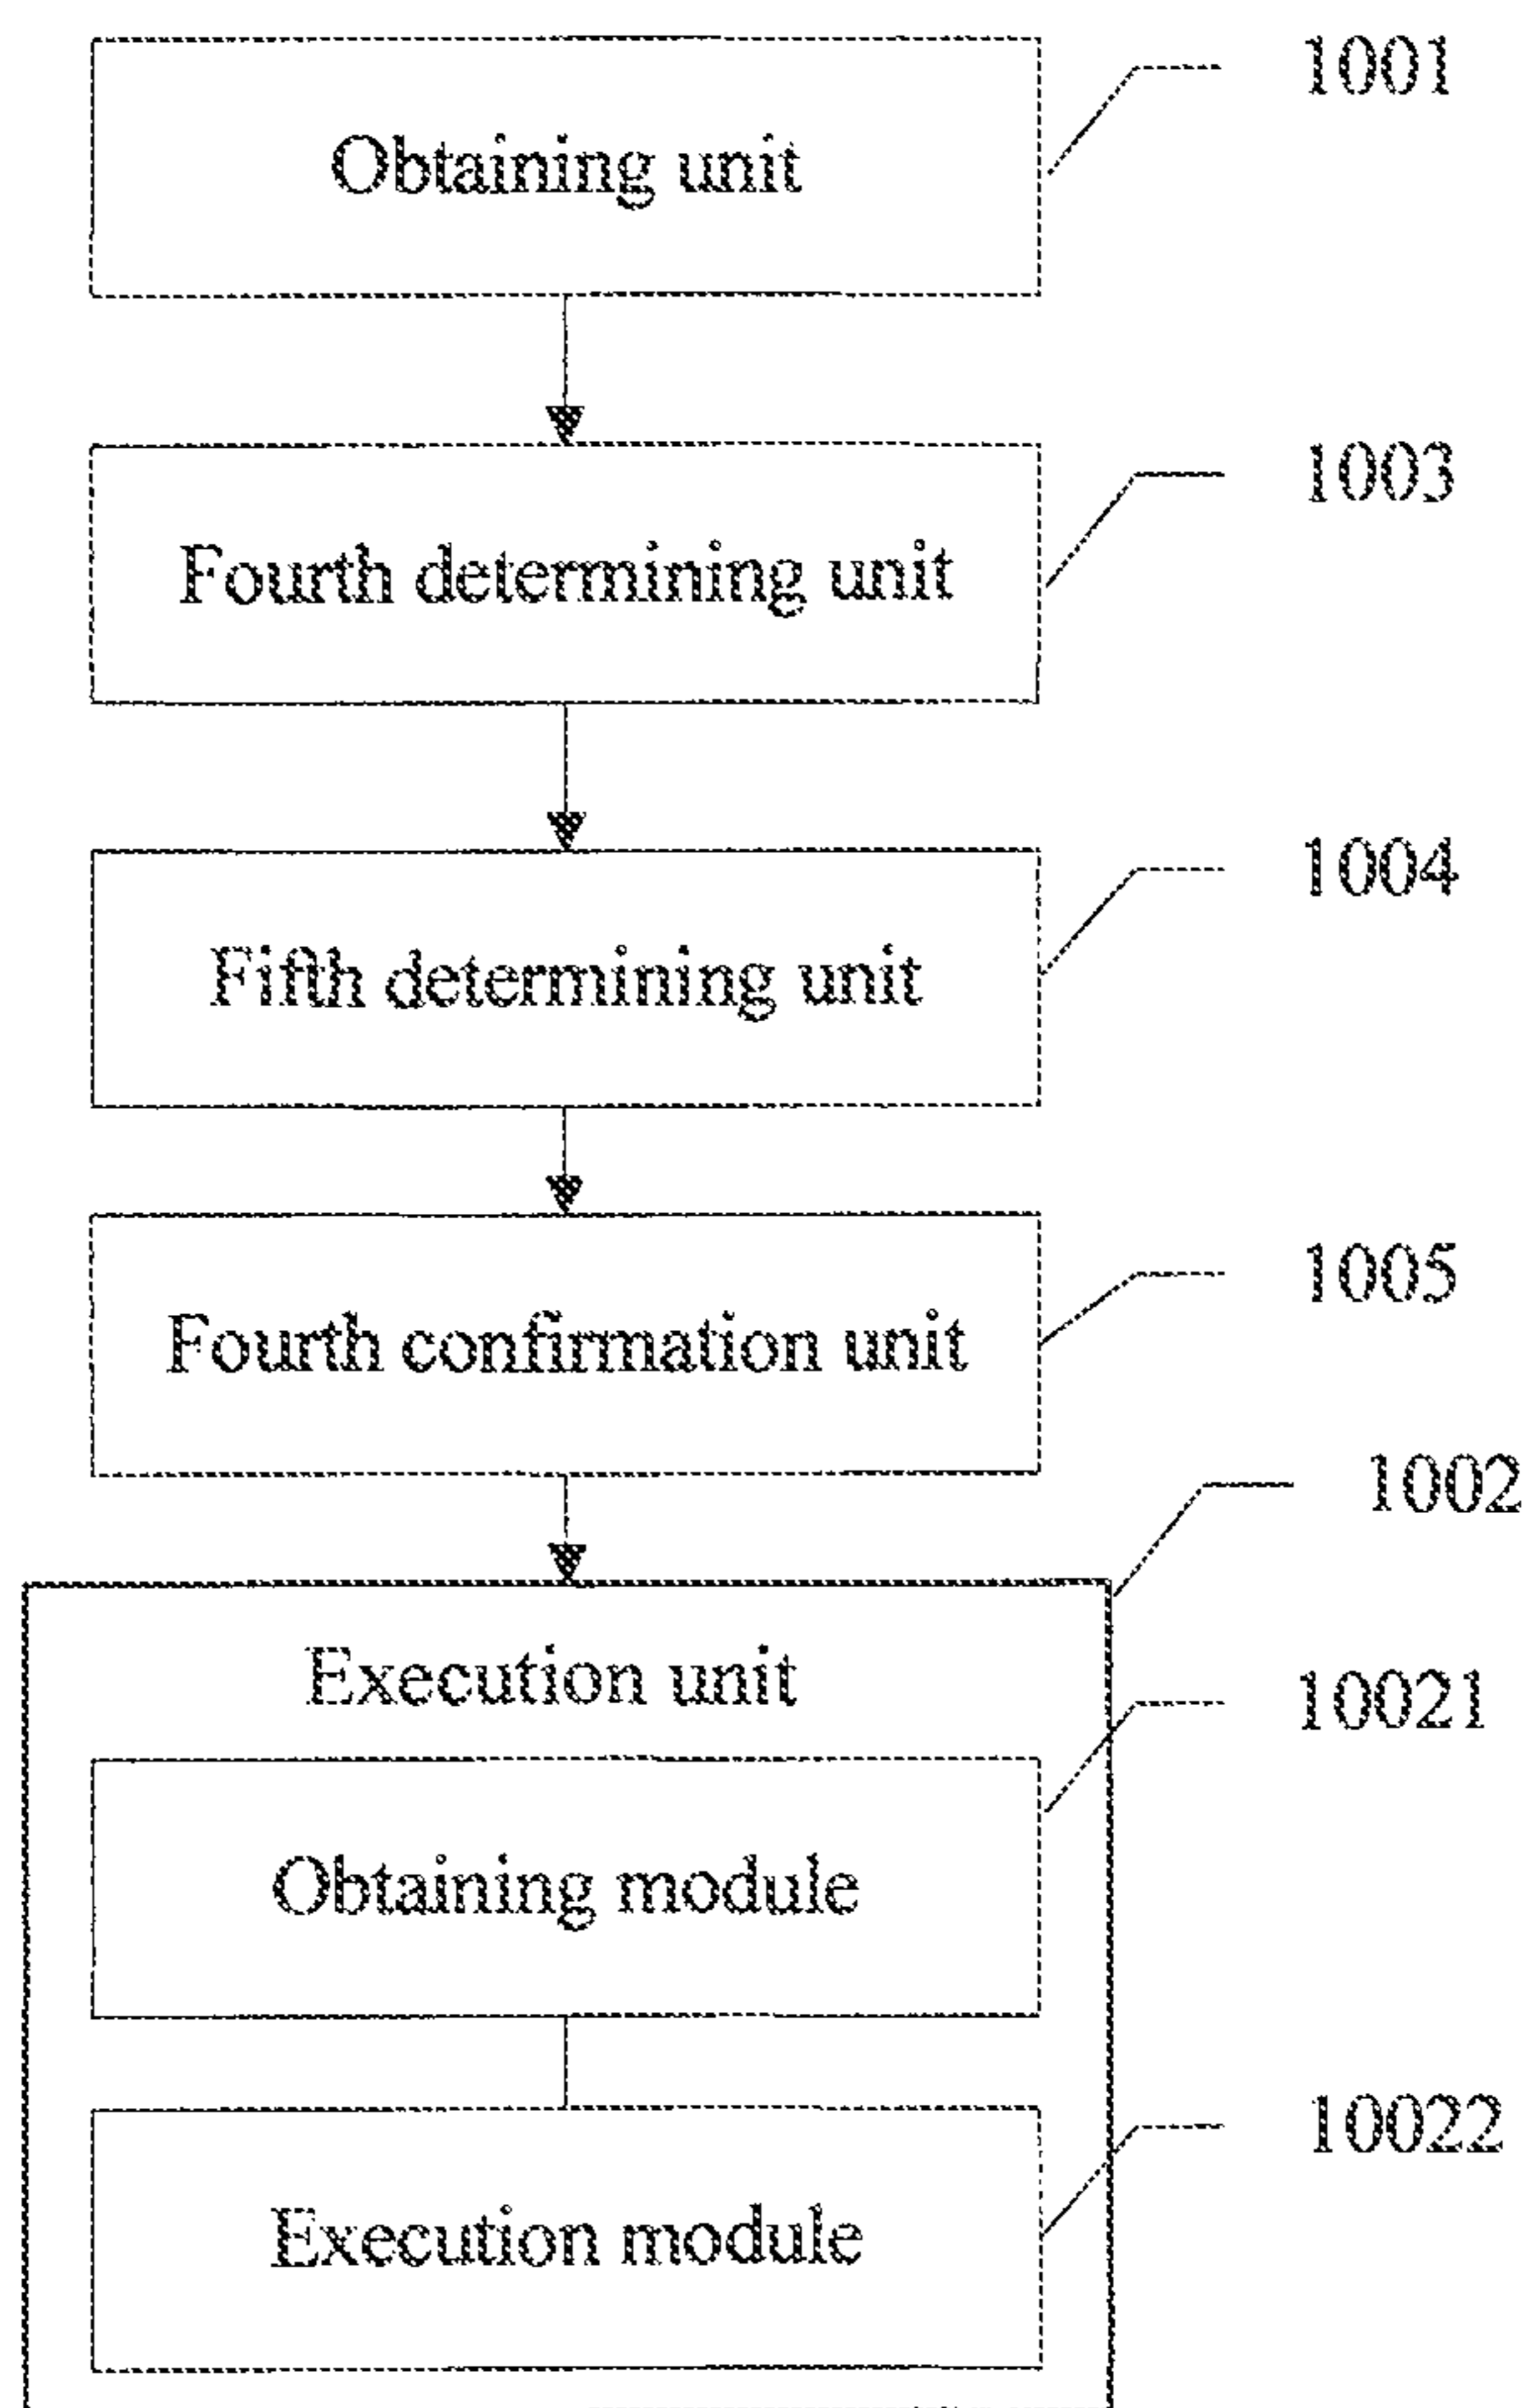 1001
Obtaining unit
1003
Fourth determining unit
1004
Fifth determining unit
1005
Fourth confirmation unit
1002
Execution unit
10021
Obtaining module
10022
Execution module